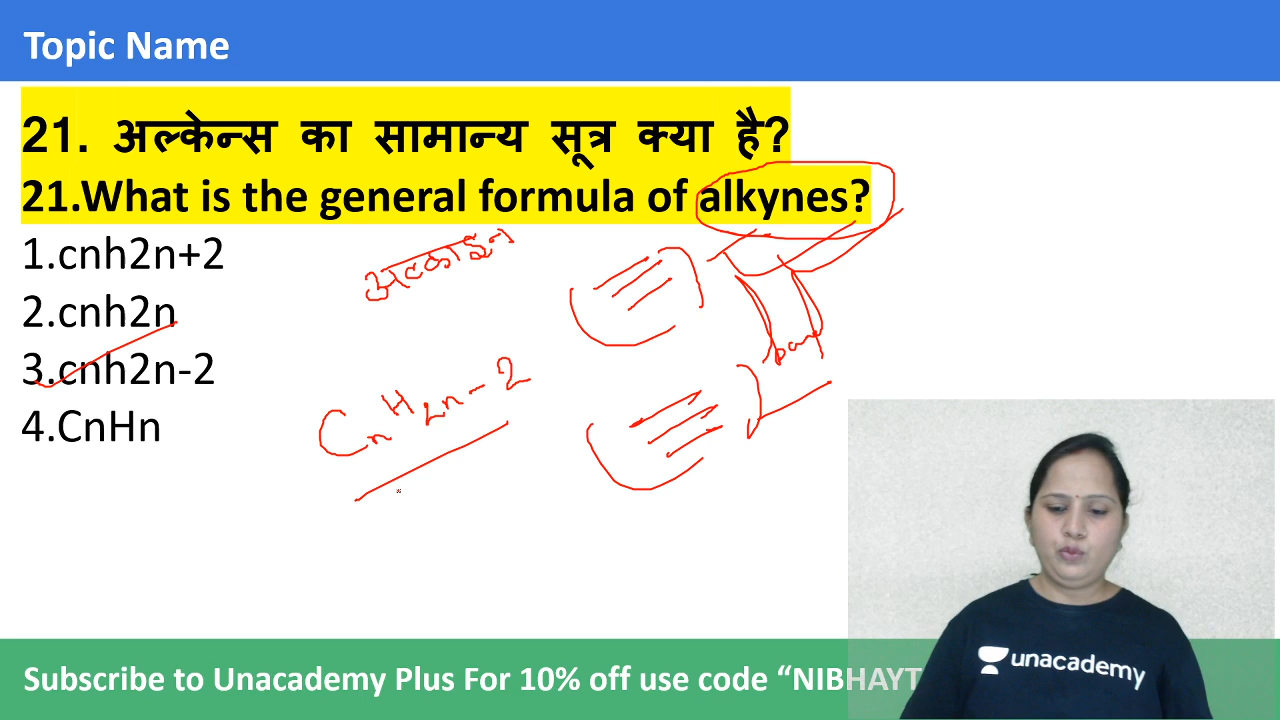 Topic Name
21. अल्केन्स का सामान्य सूत्र क्या है?
21.What is the general formula of alkynes?
1.cnh2n+2
2.cnh2n
3.cnh2n-2
4.CnHn
एल्काइन
CnH2n-2
Subscribe to Unacademy Plus For 10% off use code “NIBHAYT
unacademy